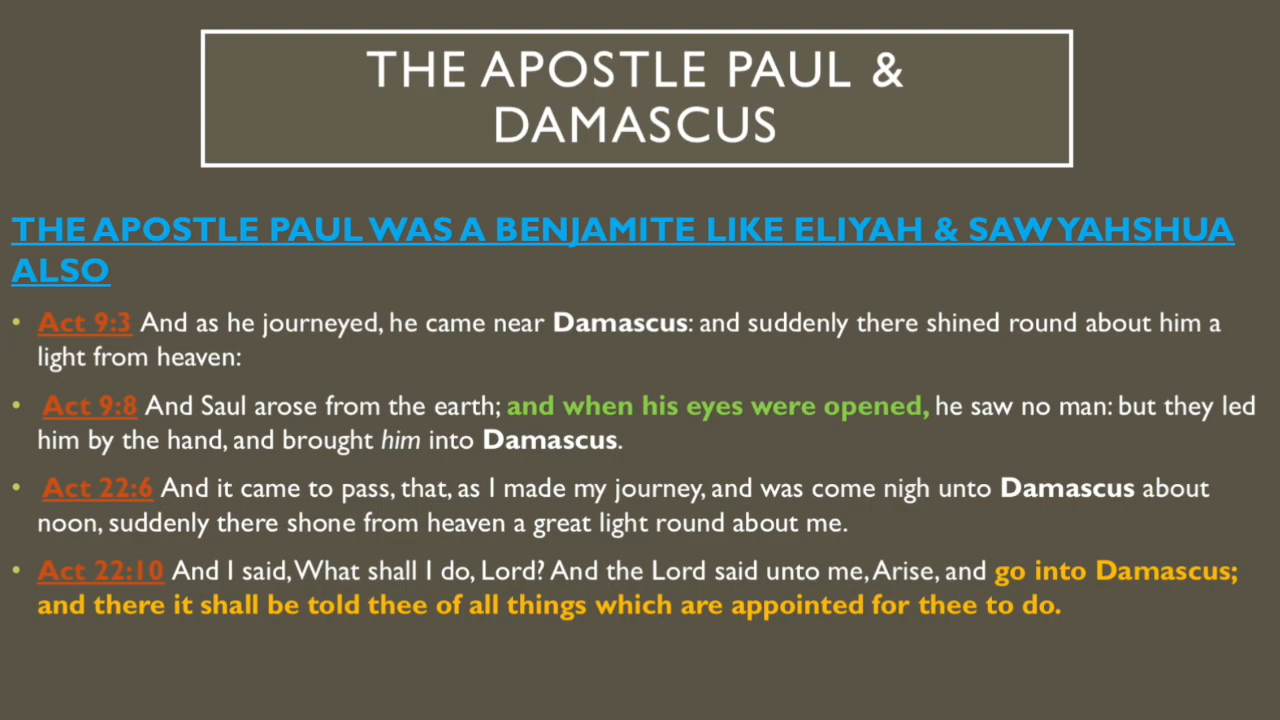 THE APOSTLE PAUL &
DAMASCUS
THE APOSTLE PAUL WAS A BENJAMITE LIKE ELIYAH & SAW YAHSHUA
ALSO
• Act 9:3 And as he journeyed, he came near Damascus: and suddenly there shined round about him a
light from heaven:
• Act 9:8 And Saul arose from the earth; and when his eyes were opened, he saw no man: but they led
him by the hand, and brought him into Damascus.
• Act 22:6 And it came to pass, that, as I made my journey, and was come nigh unto Damascus about
noon, suddenly there shone from heaven a great light round about me.
• Act 22:10 And I said, What shall I do, Lord? And the Lord said unto me, Arise, and go into Damascus;
and there it shall be told thee of all things which are appointed for thee to do.